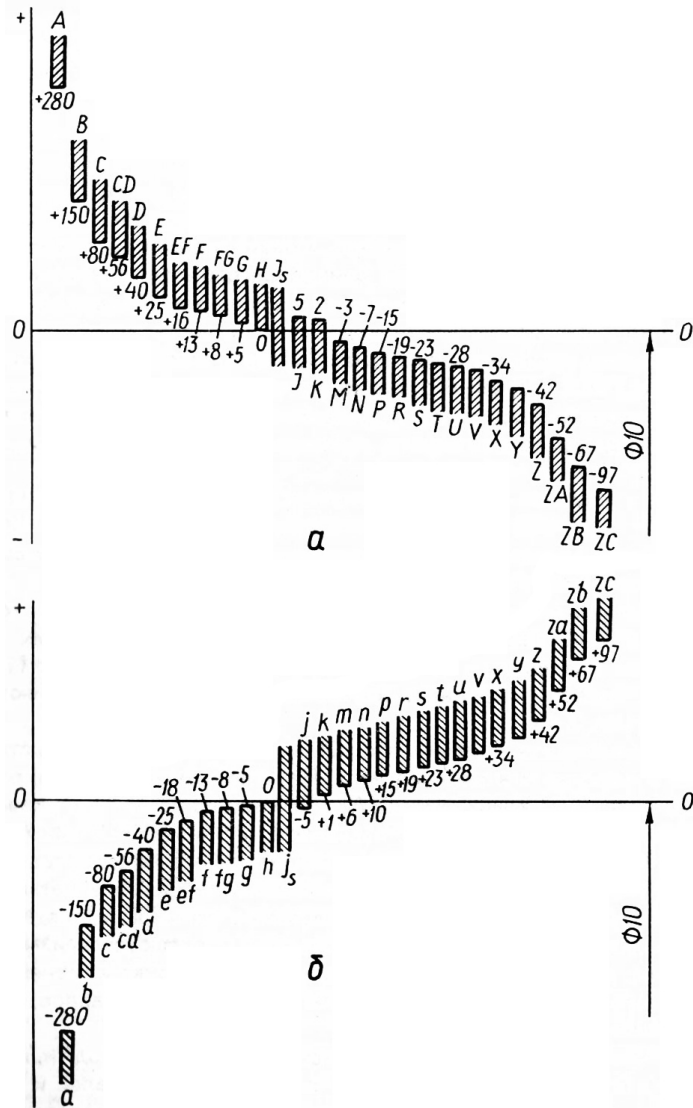 +
A
+280
B
+150
C
+80
CD
+56
D
+40
E
+25
EF
+16
F
+13
FG
+8
G
+5
H
0
Js
5
J
2
K
-3
M
-7
N
-15
P
-19
R
-23
S
T
-28
U
V
-34
X
Y
-42
Z
-52
ZA
-67
ZB
-97
ZC
0
0
Ф10
-
а
+
-280
a
-150
b
-80
c
-56
cd
-40
d
-25
e
-18
ef
-13
f
-8
fg
-5
g
0
h
js
j
-5
k
+1
m
+6
n
+10
p
+15
r
+19
s
+23
t
u
+28
v
x
+34
y
+42
z
+52
za
+67
zb
zc
+97
0
0
Ф10
б